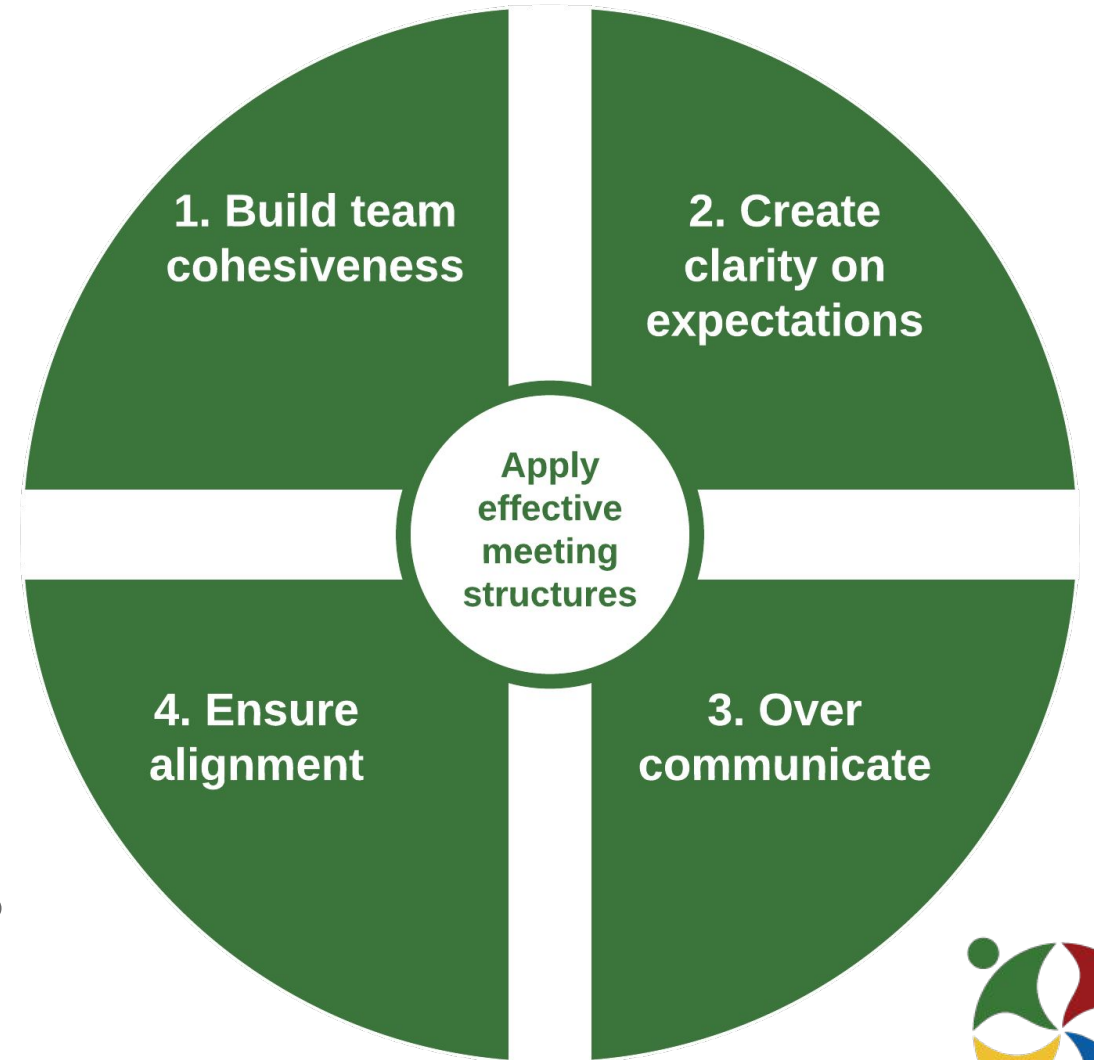 1. Build team
cohesiveness
2. Create
clarity on
expectations
Apply
effective
meeting
structures
4. Ensure
alignment
3. Over
communicate
)